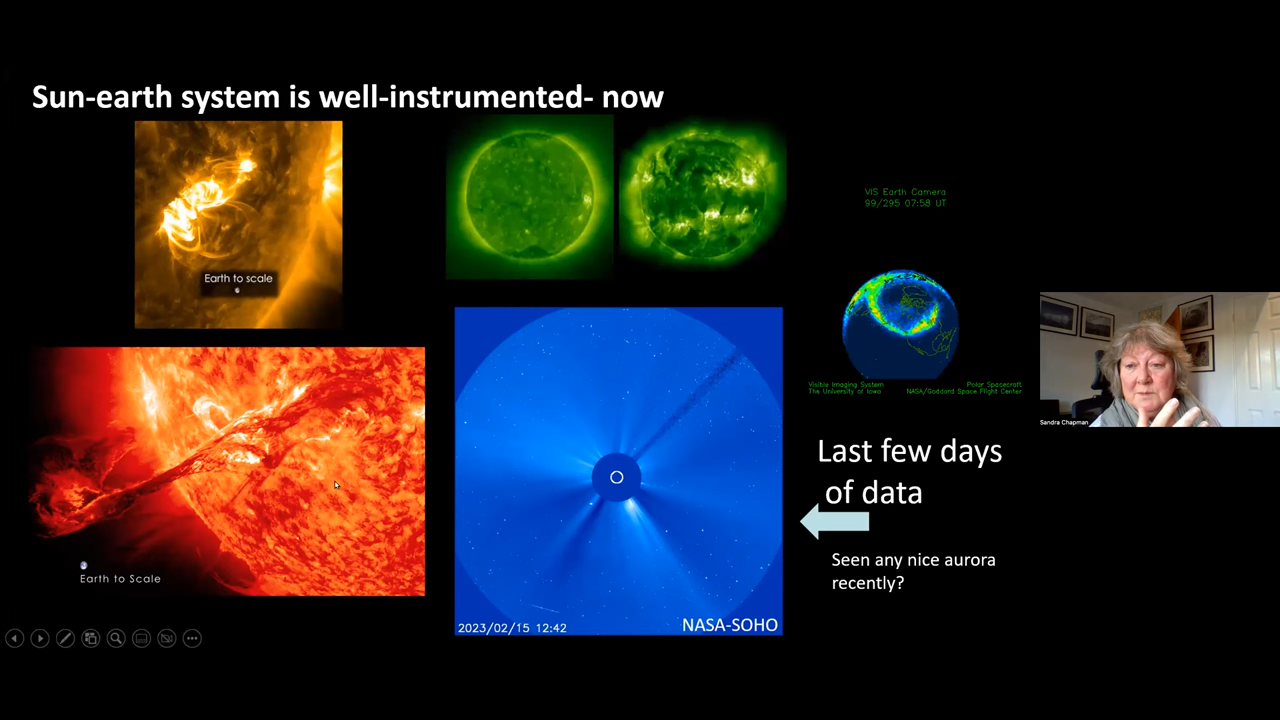 Sun-earth system is well-instrumented- now
Earth to scale
VIS Earth Camera
99/295 07:58 UT
Visible Imaging System
The University of Iowa
Polar Spacecraft
NASA/Goddard Space Flight Center
Sandra Chapman
Last few days
of data
Seen any nice aurora
recently?
Earth to Scale
2023/02/15 12:42
NASA-SOHO